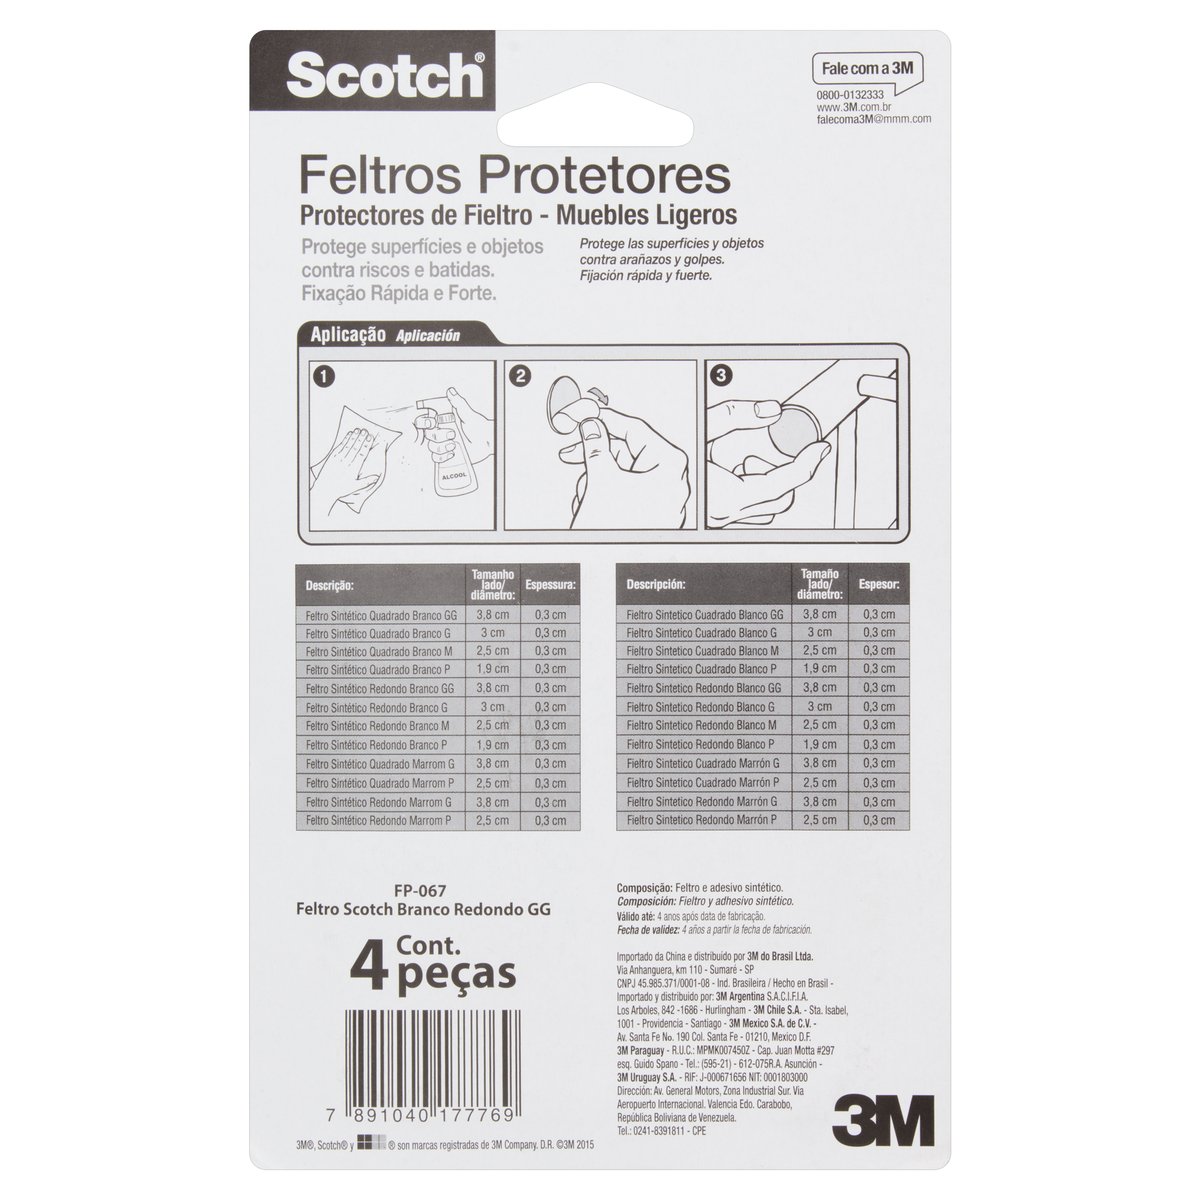 Scotch®
Fale com a 3M
0800-0132333
www.3M.com.br
falecoma3M@mmm.com
Feltros Protetores
Protectores de Fieltro - Muebles Ligeros
Protege superfícies e objetos
contra riscos e batidas.
Fixação Rápida e Forte.
Protege las superficies y objetos
contra arañazos y golpes.
Fijación rápida y fuerte.
Aplicação Aplicación
1
ALCOOL
2
3
Descrição: Tamanho lado/ diâmetro: Espessura:
Feltro Sintético Quadrado Branco GG 3,8 cm 0,3 cm
Feltro Sintético Quadrado Branco G 3 cm 0,3 cm
Feltro Sintético Quadrado Branco M 2,5 cm 0,3 cm
Feltro Sintético Quadrado Branco P 1,9 cm 0,3 cm
Feltro Sintético Redondo Branco GG 3,8 cm 0,3 cm
Feltro Sintético Redondo Branco G 3 cm 0,3 cm
Feltro Sintético Redondo Branco M 2,5 cm 0,3 cm
Feltro Sintético Redondo Branco P 1,9 cm 0,3 cm
Feltro Sintético Quadrado Marrom G 3,8 cm 0,3 cm
Feltro Sintético Quadrado Marrom P 2,5 cm 0,3 cm
Feltro Sintético Redondo Marrom G 3,8 cm 0,3 cm
Feltro Sintético Redondo Marrom P 2,5 cm 0,3 cm
Descripción: Tamaño lado/ diámetro: Espesor:
Fieltro Sintetico Cuadrado Blanco GG 3,8 cm 0,3 cm
Fieltro Sintetico Cuadrado Blanco G 3 cm 0,3 cm
Fieltro Sintetico Cuadrado Blanco M 2,5 cm 0,3 cm
Fieltro Sintetico Cuadrado Blanco P 1,9 cm 0,3 cm
Fieltro Sintetico Redondo Blanco GG 3,8 cm 0,3 cm
Fieltro Sintetico Redondo Blanco G 3 cm 0,3 cm
Fieltro Sintetico Redondo Blanco M 2,5 cm 0,3 cm
Fieltro Sintetico Redondo Blanco P 1,9 cm 0,3 cm
Fieltro Sintetico Cuadrado Marrón G 3,8 cm 0,3 cm
Fieltro Sintetico Cuadrado Marrón P 2,5 cm 0,3 cm
Fieltro Sintetico Redondo Marrón G 3,8 cm 0,3 cm
Fieltro Sintetico Redondo Marrón P 2,5 cm 0,3 cm
FP-067
Feltro Scotch Branco Redondo GG
4 Cont.
peças
7 891040 177769
3M®, Scotch® y ® son marcas registradas de 3M Company. D.R. ©3M 2015
Composição: Feltro e adesivo sintético.
Composición: Fieltro y adhesivo sintético.
Válido até: 4 anos após data de fabricação.
Fecha de validez: 4 años a partir la fecha de fabricación.
Importado da China e distribuido por 3M do Brasil Ltda.
Via Anhanguera, km 110 - Sumaré - SP
CNPJ 45.985.371/0001-08 - Ind. Brasileira / Hecho en Brasil -
Importado y distribuido por: 3M Argentina S.A.C.I.F.I.A.
Los Arboles, 842 -1686 - Hurlingham - 3M Chile S.A. - Sta. Isabel,
1001 - Providencia - Santiago - 3M Mexico S.A. de C.V. -
Av. Santa Fe No. 190 Col. Santa Fe - 01210, Mexico D.F.
3M Paraguay - R.U.C.: MPMK007450Z - Cap. Juan Motta #297
esq. Guido Spano - Tel.: (595-21) - 612-075R.A. Asunción -
3M Uruguay S.A. - RIF: J-000671656 NIT: 0001803000
Dirección: Av. General Motors, Zona Industrial Sur. Via
Aeropuerto Internacional. Valencia Edo. Carabobo,
República Boliviana de Venezuela.
Tel.: 0241-8391811 - CPE
3M